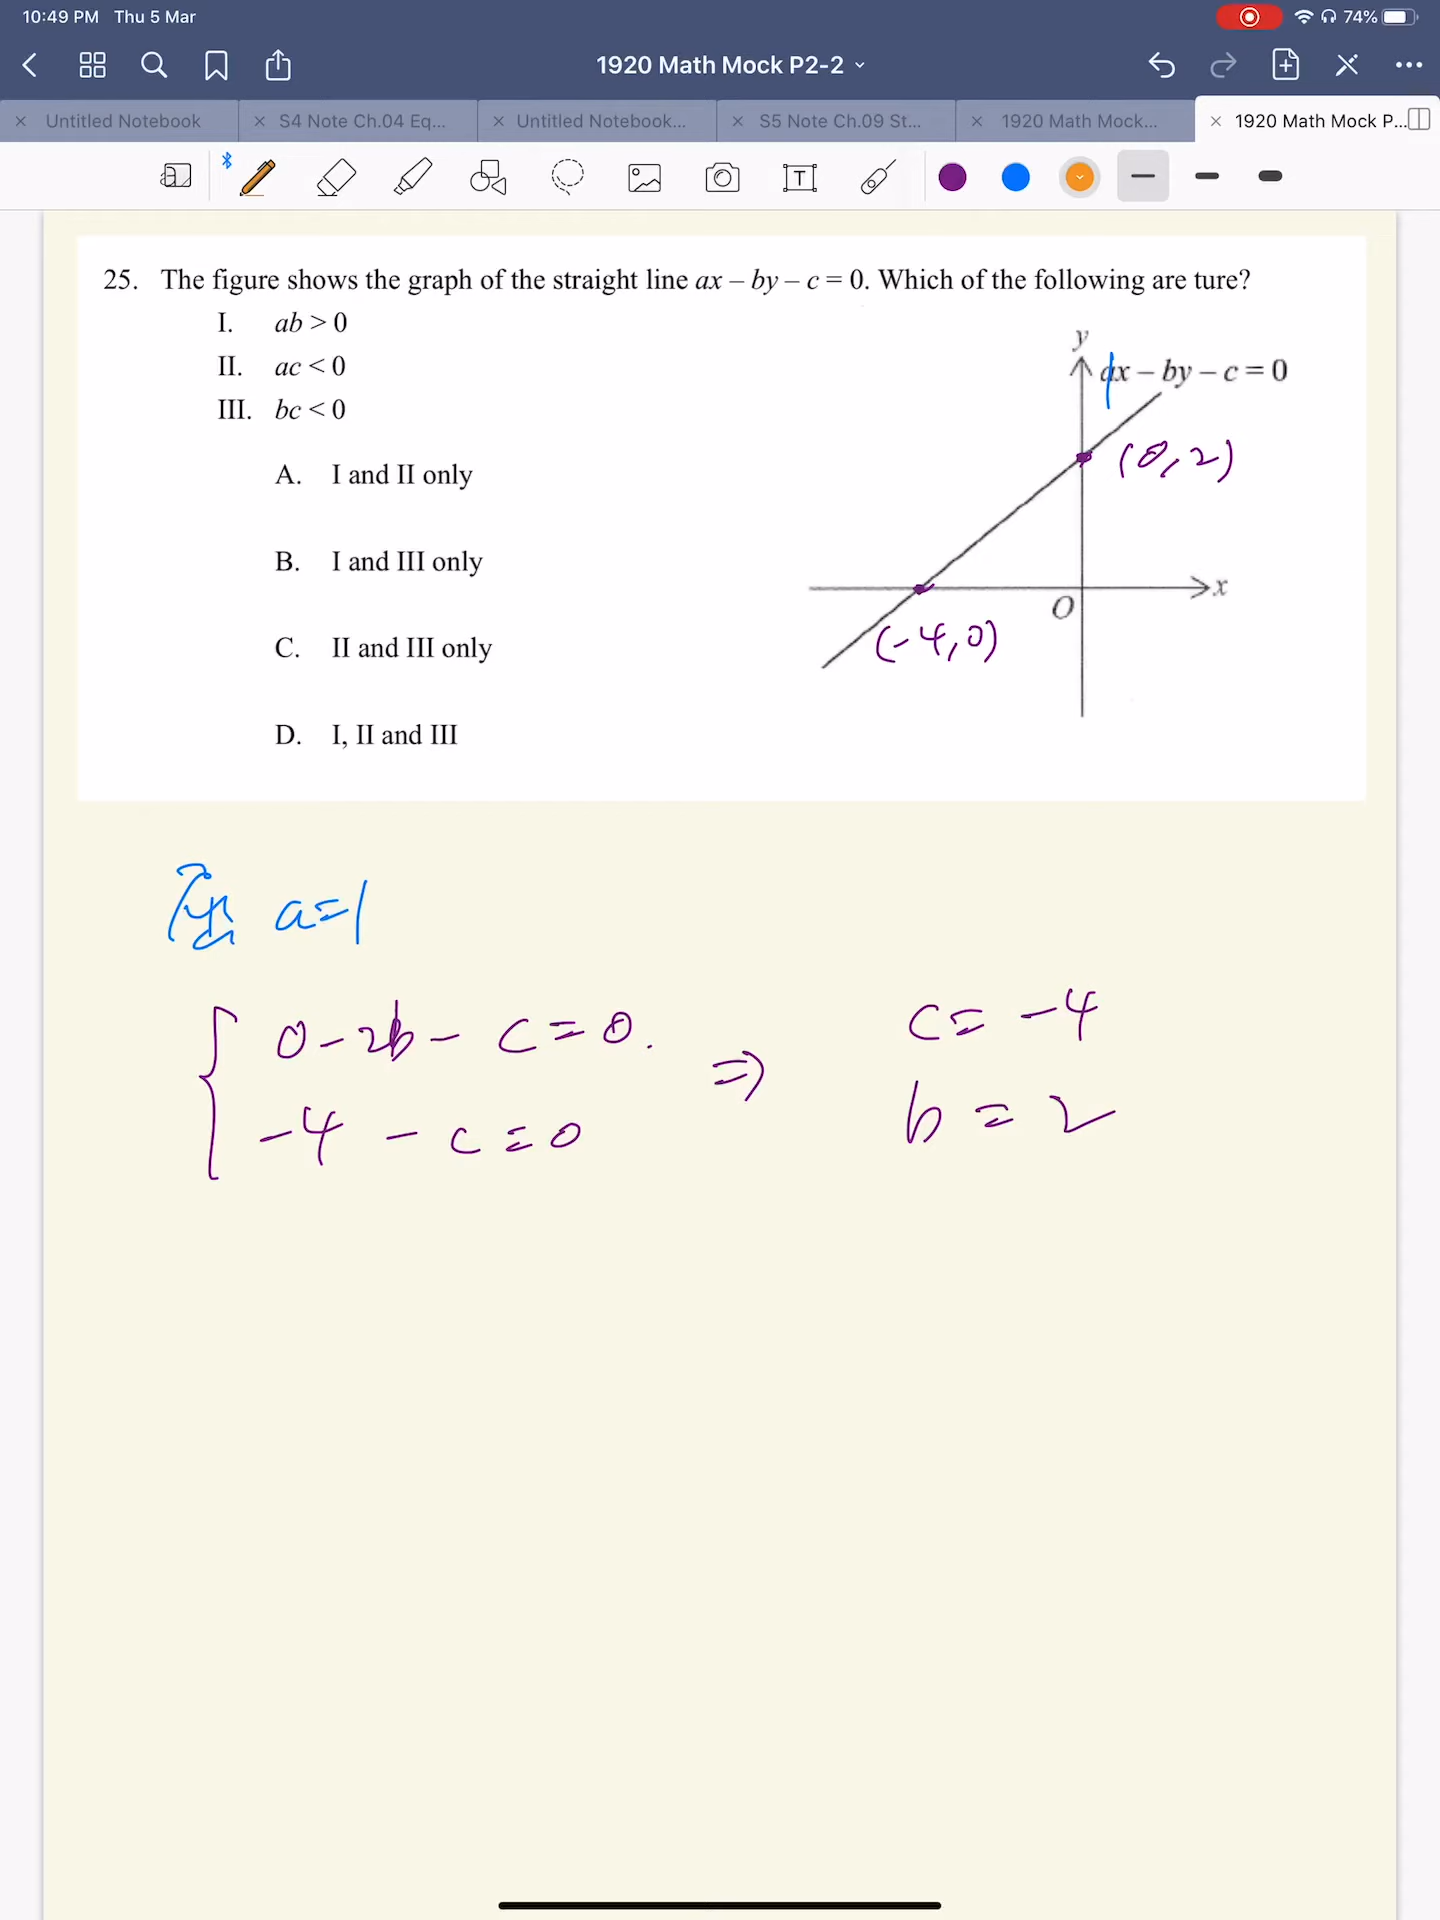 10:49 PM Thu 5 Mar
74%
1920 Math Mock P2-2
Untitled Notebook
S4 Note Ch.04 Eq...
Untitled Notebook...
S5 Note Ch.09 St...
1920 Math Mock...
1920 Math Mock P...
T
25. The figure shows the graph of the straight line ax – by – c = 0. Which of the following are ture?
I. ab > 0
II. ac < 0
III. bc < 0
A. I and II only
B. I and III only
C. II and III only
D. I, II and III
y
ax – by – c = 0
(0,2)
x
O
(-4,0)
a=1
0-2b-c=0.
-4-c=0
⇒
c=-4
b=2